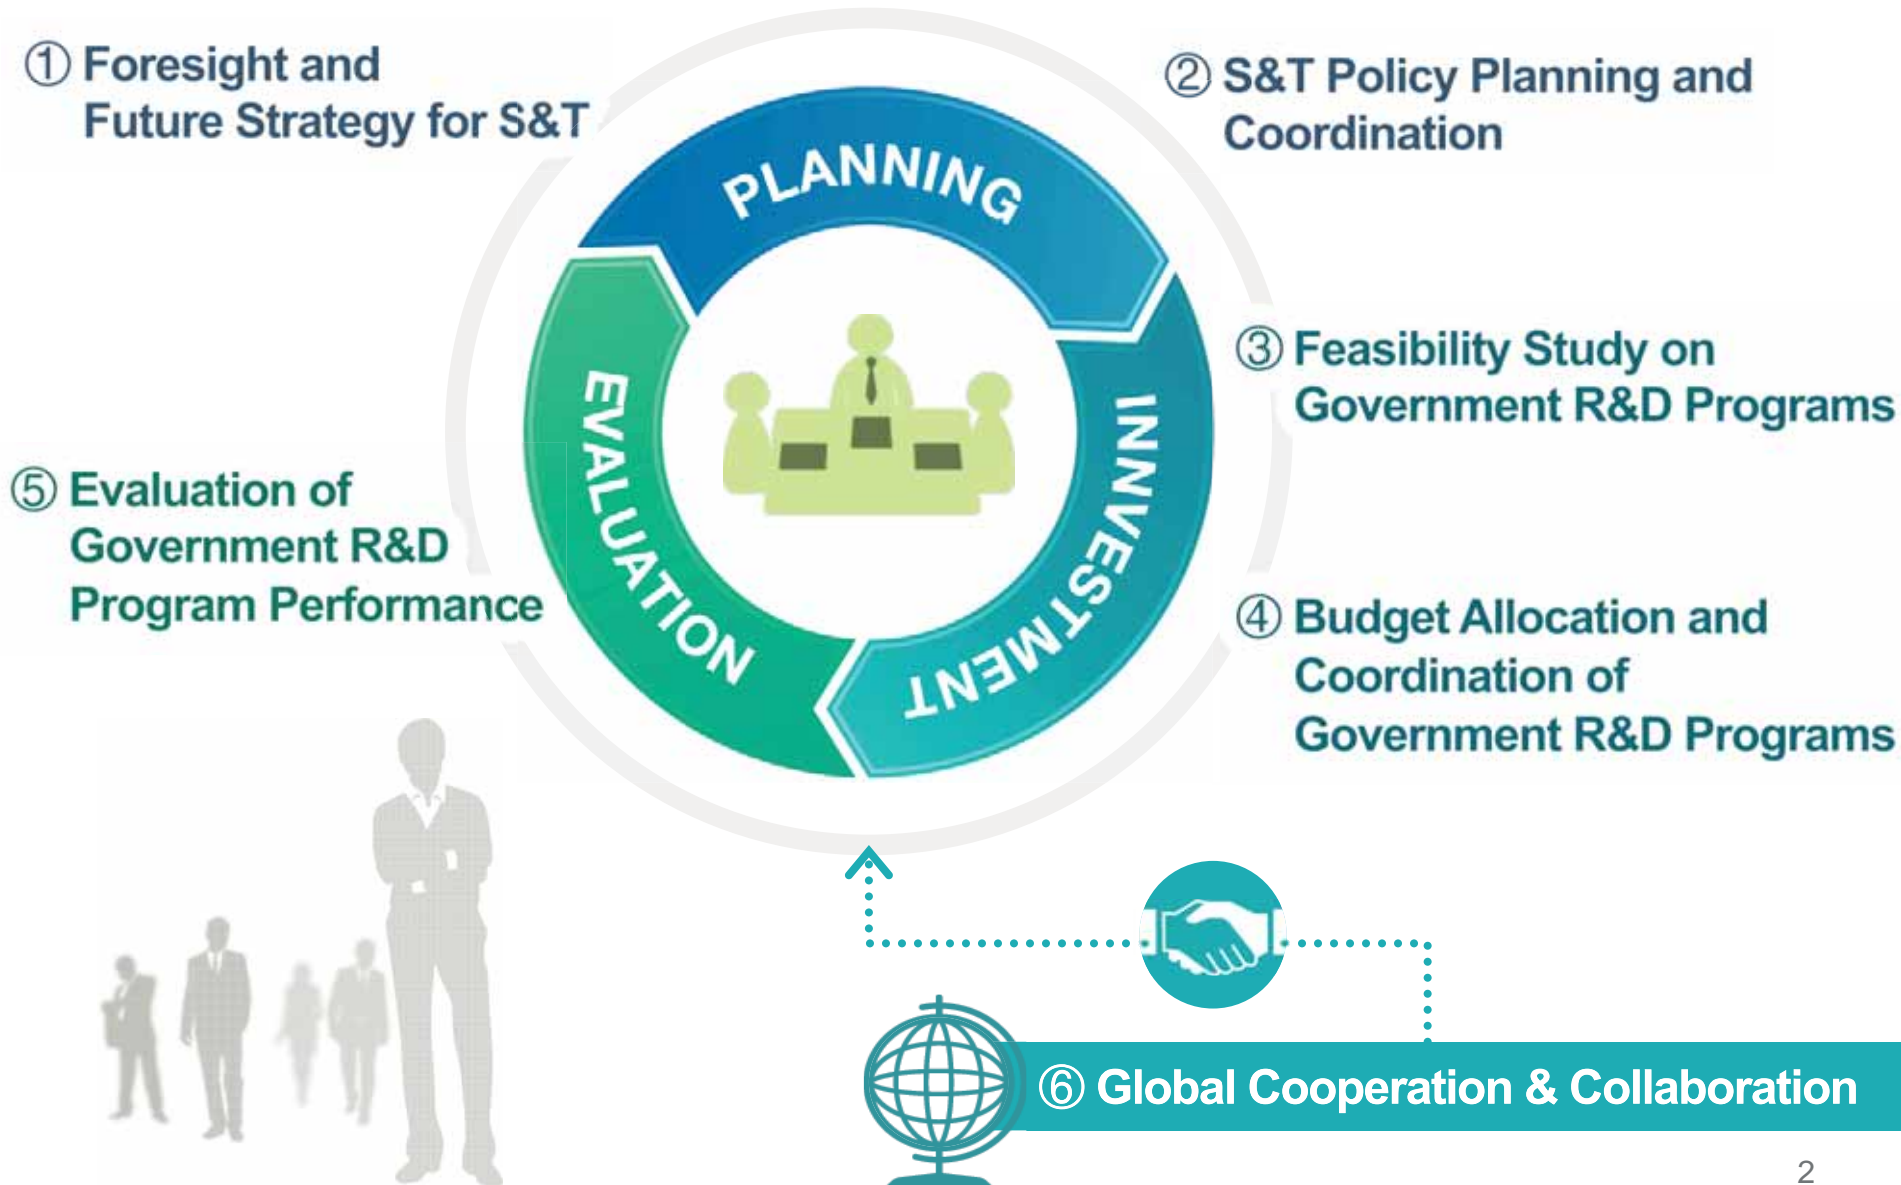 ① Foresight and
Future Strategy for S&T
② S&T Policy Planning and
Coordination
PLANNING
INNVESTMENT
EVALUATION
③ Feasibility Study on
Government R&D Programs
④ Budget Allocation and
Coordination of
Government R&D Programs
⑤ Evaluation of
Government R&D
Program Performance
⑥ Global Cooperation & Collaboration
2